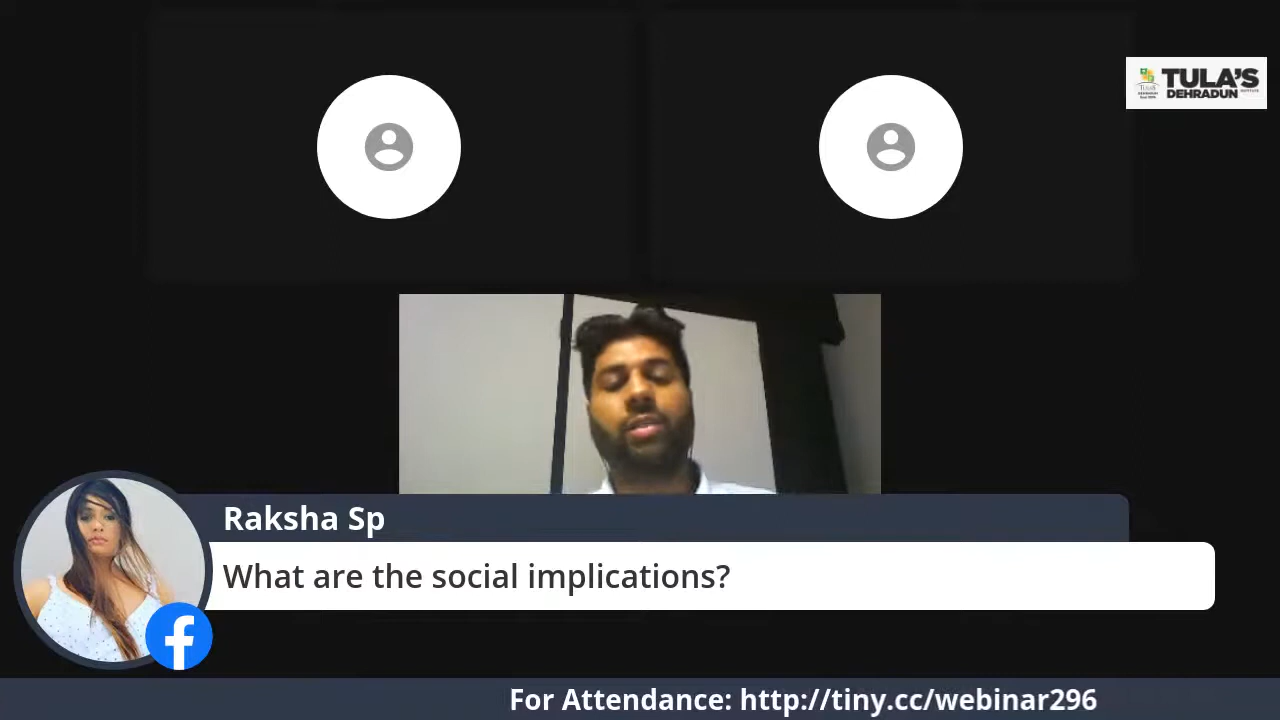 TULA'S
DEHRADUN
Raksha Sp
What are the social implications?
For Attendance: http://tiny.cc/webinar296